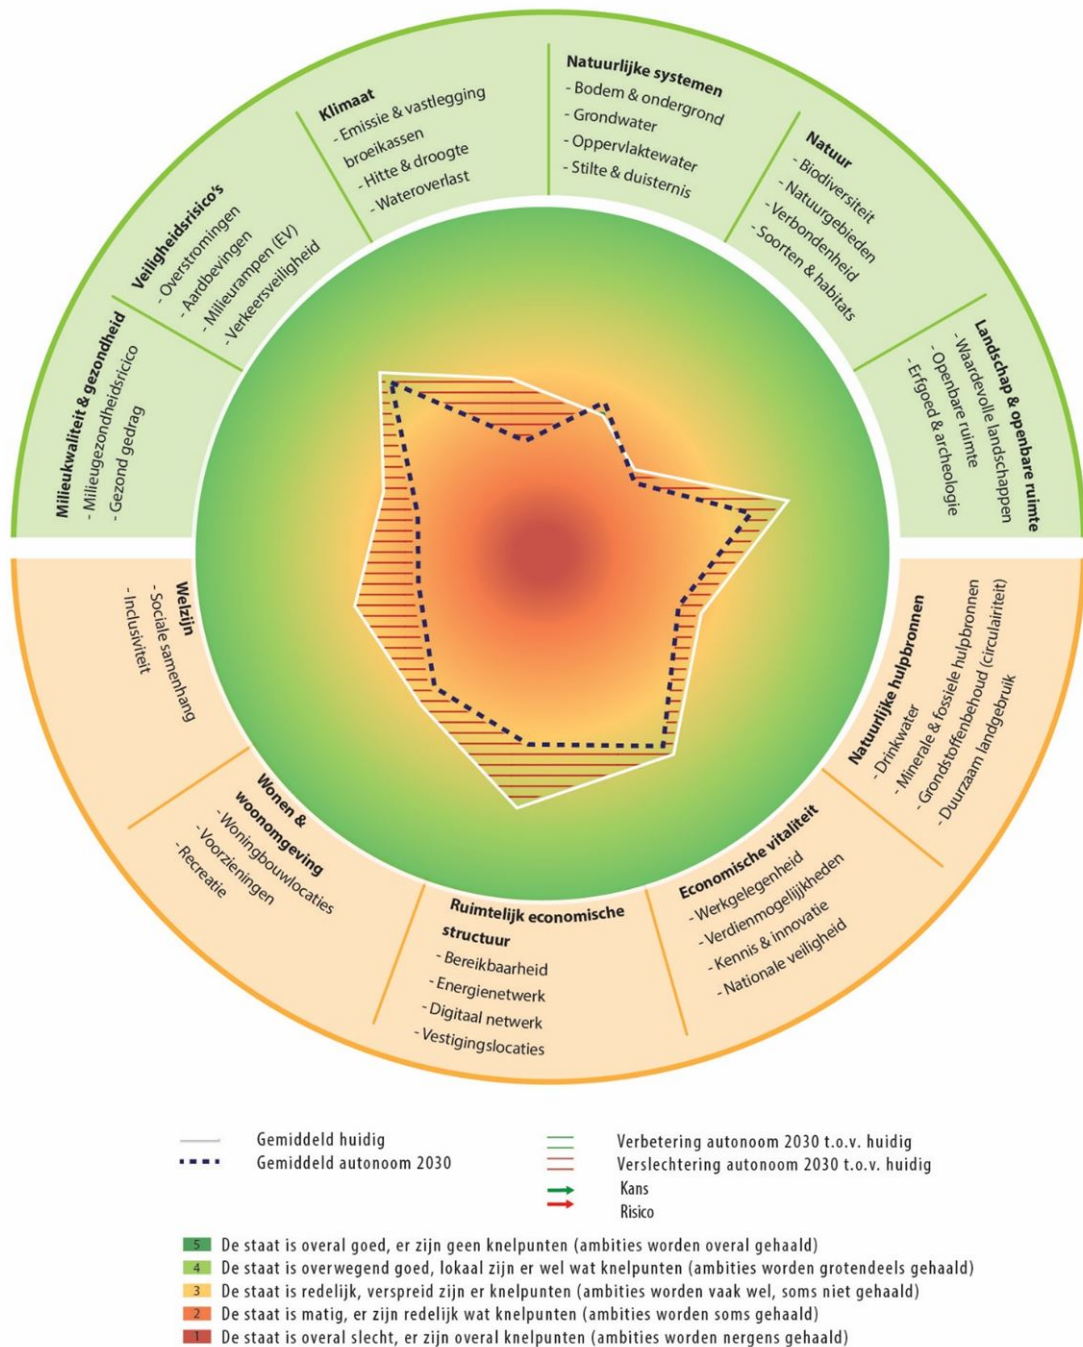 Klimaat
- Emissie & vastlegging
broeikassen
- Hitte & droogte
- Wateroverlast
Natuurlijke systemen
- Bodem & ondergrond
- Grondwater
- Oppervlaktewater
- Stilte & duisternis
Natuur
- Biodiversiteit
- Natuurgebieden
- Verbondenheid
- Soorten & habitats
Landschap & openbare ruimte
- Waardevolle landschappen
- Openbare ruimte
- Erfgoed & archeologie
Veiligheidsrisico's
- Overstromingen
- Aardbevingen
- Milieurampen (EV)
- Verkeersveiligheid
Milieukwaliteit & gezondheid
- Milieugezondheidsricico
- Gezond gedrag
Welzijn
- Sociale samenhang
- Inclusiviteit
Wonen &
woonomgeving
- Woningbouwlocaties
- Voorzieningen
- Recreatie
Ruimtelijk economische
structuur
- Bereikbaarheid
- Energienetwerk
- Digitaal netwerk
- Vestigingslocaties
Economische vitaliteit
- Werkgelegenheid
- Verdienmogelijkheden
- Kennis & innovatie
- Nationale veiligheid
Natuurlijke hulpbronnen
- Drinkwater
- Minerale & fossiele hulpbronnen
- Grondstoffenbehoud (circulairiteit)
- Duurzaam landgebruik
Gemiddeld huidig
Gemiddeld autonoom 2030
Verbetering autonoom 2030 t.o.v. huidig
Verslechtering autonoom 2030 t.o.v. huidig
Kans
Risico
5 De staat is overal goed, er zijn geen knelpunten (ambities worden overal gehaald)
4 De staat is overwegend goed, lokaal zijn er wel wat knelpunten (ambities worden grotendeels gehaald)
3 De staat is redelijk, verspreid zijn er knelpunten (ambities worden vaak wel, soms niet gehaald)
2 De staat is matig, er zijn redelijk wat knelpunten (ambities worden soms gehaald)
1 De staat is overal slecht, er zijn overal knelpunten (ambities worden nergens gehaald)